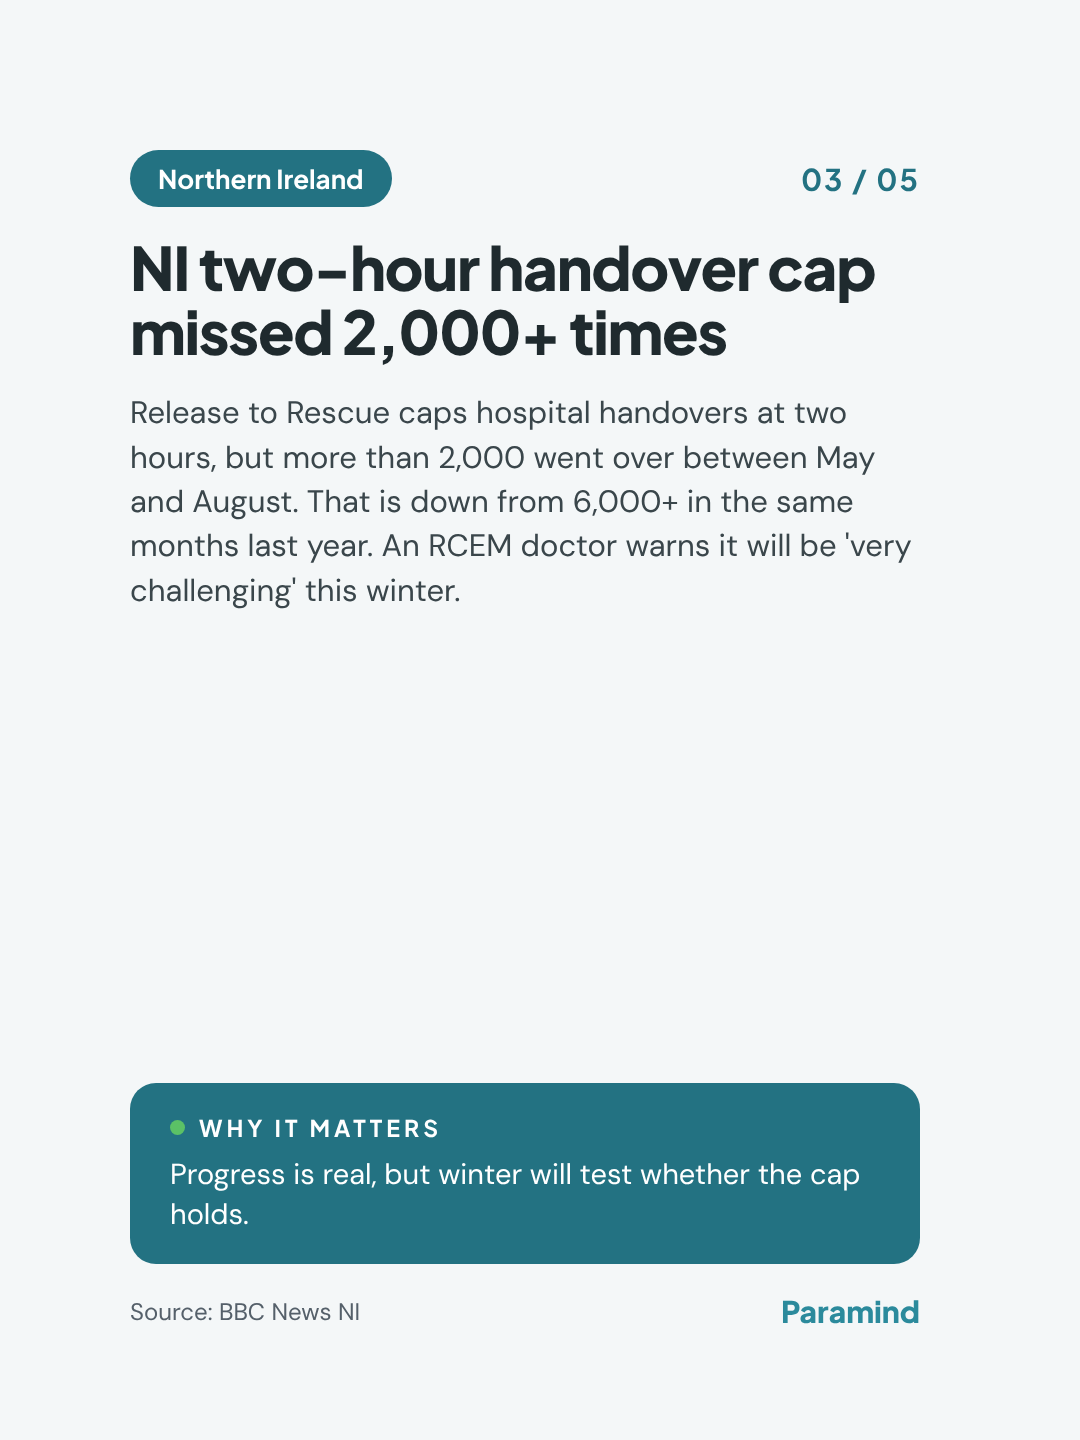 Northern Ireland
03 / 05
NI two-hour handover cap
missed 2,000+ times
Release to Rescue caps hospital handovers at two
hours, but more than 2,000 went over between May
and August. That is down from 6,000+ in the same
months last year. An RCEM doctor warns it will be 'very
challenging' this winter.
WHY IT MATTERS
Progress is real, but winter will test whether the cap
holds.
Source: BBC News NI
Paramind